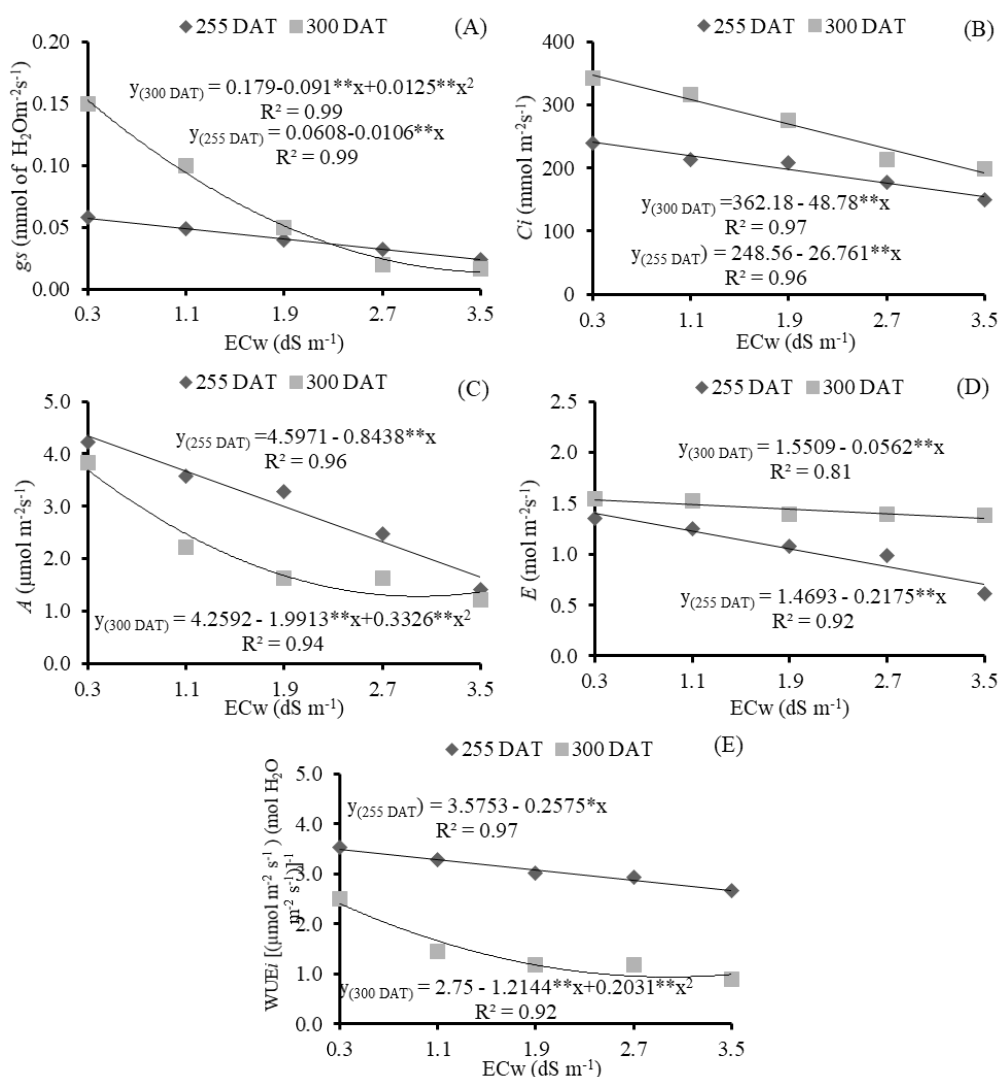 255 DAT 300 DAT (A)
0.20
0.15
0.10
0.05
0.00
gs (mmol of H2Om-2s-1)
y(300 DAT) = 0.179-0.091**x+0.0125**x2
R² = 0.99
y(255 DAT) = 0.0608-0.0106**x
R² = 0.99
0.3 1.1 1.9 2.7 3.5
ECw (dS m-1)
255 DAT 300 DAT (B)
400
300
200
100
0
Ci (mmol m-2s-1)
y(300 DAT) =362.18 - 48.78**x
R² = 0.97
y(255 DAT) = 248.56 - 26.761**x
R² = 0.96
0.3 1.1 1.9 2.7 3.5
ECw (dS m-1)
255 DAT 300 DAT (C)
5.0
4.0
3.0
2.0
1.0
0.0
A (µmol m-2s-1)
y(255 DAT) =4.5971 - 0.8438**x
R² = 0.96
y(300 DAT) = 4.2592 - 1.9913**x+0.3326**x2
R² = 0.94
0.3 1.1 1.9 2.7 3.5
ECw (dS m-1)
255 DAT 300 DAT (D)
2.5
2.0
1.5
1.0
0.5
0.0
E (mol m-2s-1)
y(300 DAT) = 1.5509 - 0.0562**x
R² = 0.81
y(255 DAT) = 1.4693 - 0.2175**x
R² = 0.92
0.3 1.1 1.9 2.7 3.5
ECw (dS m-1)
255 DAT 300 DAT (E)
5.0
4.0
3.0
2.0
1.0
0.0
WUEi [(µmol m-2 s-1) (mol H2O
m-2 s-1)]-1
y(255 DAT) = 3.5753 - 0.2575*x
R² = 0.97
y(300 DAT) = 2.75 - 1.2144**x+0.2031**x2
R² = 0.92
0.3 1.1 1.9 2.7 3.5
ECw (dS m-1)